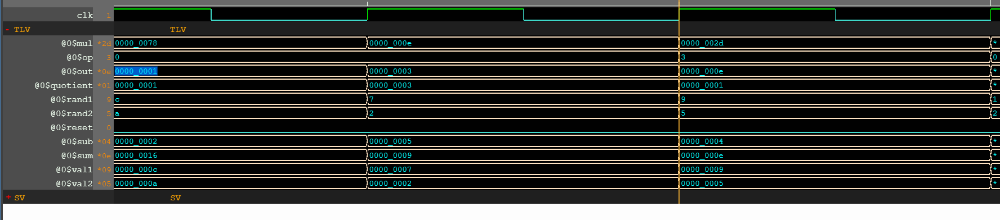 clk 1
- TLV TLV
@0$mul *2d 0000_0078 0000_000e 0000_002d *
@0$op 3 0 3 0
@0$out *0e 0000_0001 0000_0003 0000_000e *
@0$quotient *01 0000_0001 0000_0003 0000_0001 *
@0$rand1 9 c 7 9 1
@0$rand2 5 a 2 5 2
@0$reset 0
@0$sub *04 0000_0002 0000_0005 0000_0004 *
@0$sum *0e 0000_0016 0000_0009 0000_000e *
@0$val1 *09 0000_000c 0000_0007 0000_0009 *
@0$val2 *05 0000_000a 0000_0002 0000_0005 *
+ SV SV